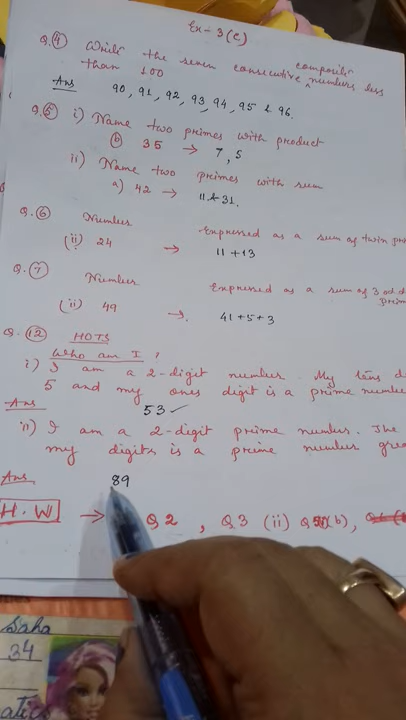 Ex-3(c)
Q.④ Write the seven consecutive composite numbers less
than 100
Ans 90, 91, 92, 93, 94, 95 & 96.
Q.⑤ i) Name two primes with product
ⓑ 35 → 7, 5
ii) Name two primes with sum
a) 42 → 11 & 31.
Q.⑥ Number Expressed as a sum of twin
(ii) 24 → 11 + 13
Q.⑦ Number Expressed as a sum of 3 odd
(ii) 49 → 41 + 5 + 3
Q.⑫ HOTS
Who am I?
i) I am a 2-digit number. My tens
5 and my ones digit is a prime
Ans 53 ✓
ii) I am a 2-digit prime number. The
my digits is a prime number
Ans 89
H.W → Q2, Q3 (ii) (b),
Saha
34